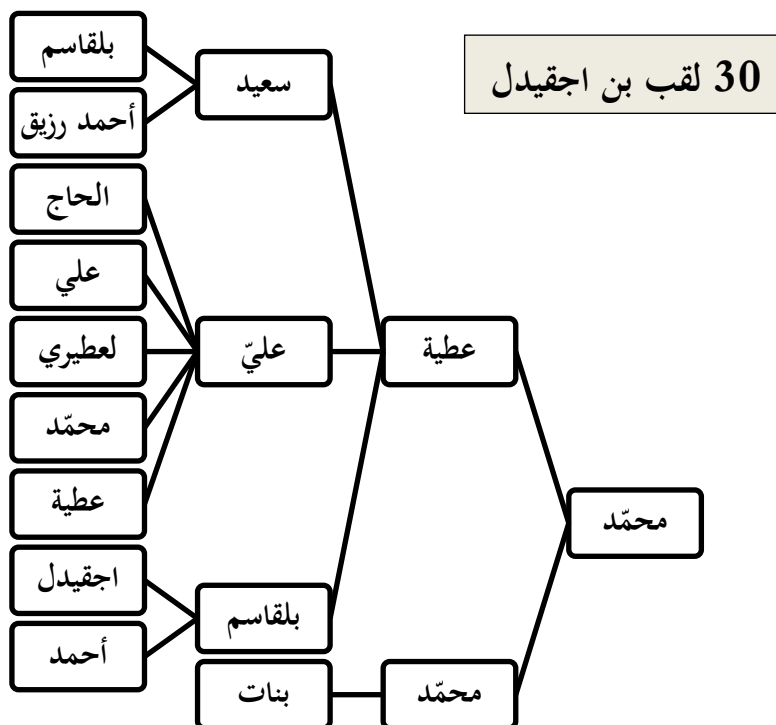 30 لقب بن اجقيدل
محمّد
عطية
محمّد
سعيد
عليّ
بلقاسم
بنات
بلقاسم
أحمد رزيق
الحاج
علي
لعطيري
محمّد
عطية
اجقيدل
أحمد